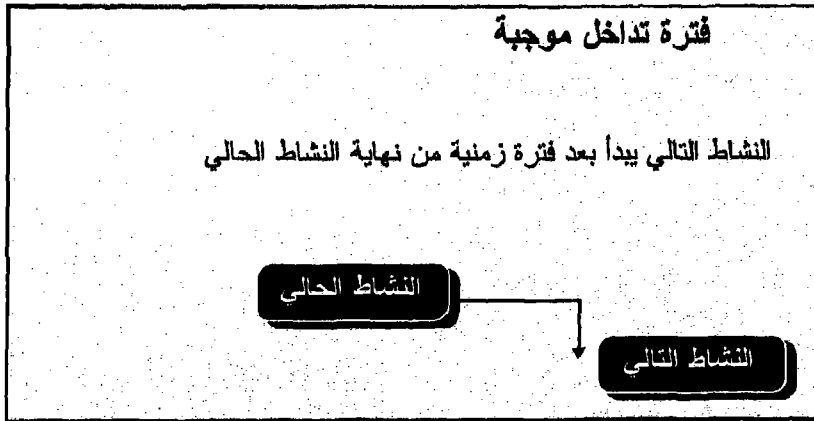 فترة تداخل موجبة
النشاط التالي يبدأ بعد فترة زمنية من نهاية النشاط الحالي
النشاط الحالي
النشاط التالي